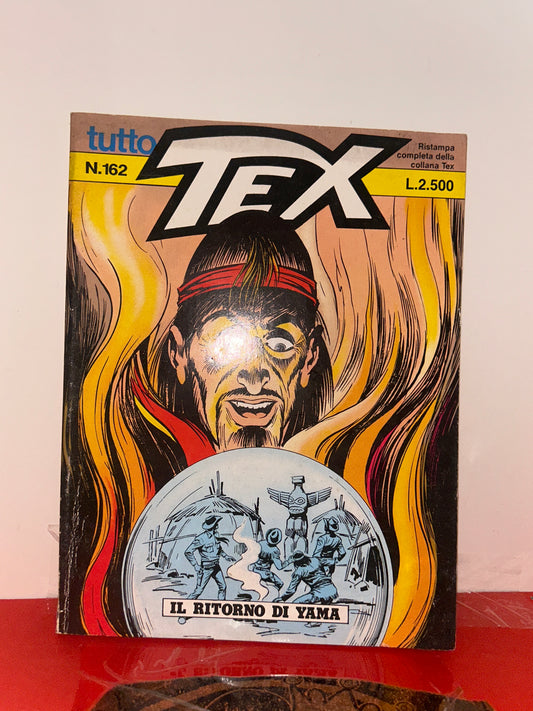 tutto
TEX
N.162
Ristampa
completa della
collana Tex
L.2.500
IL RITORNO DI YAMA